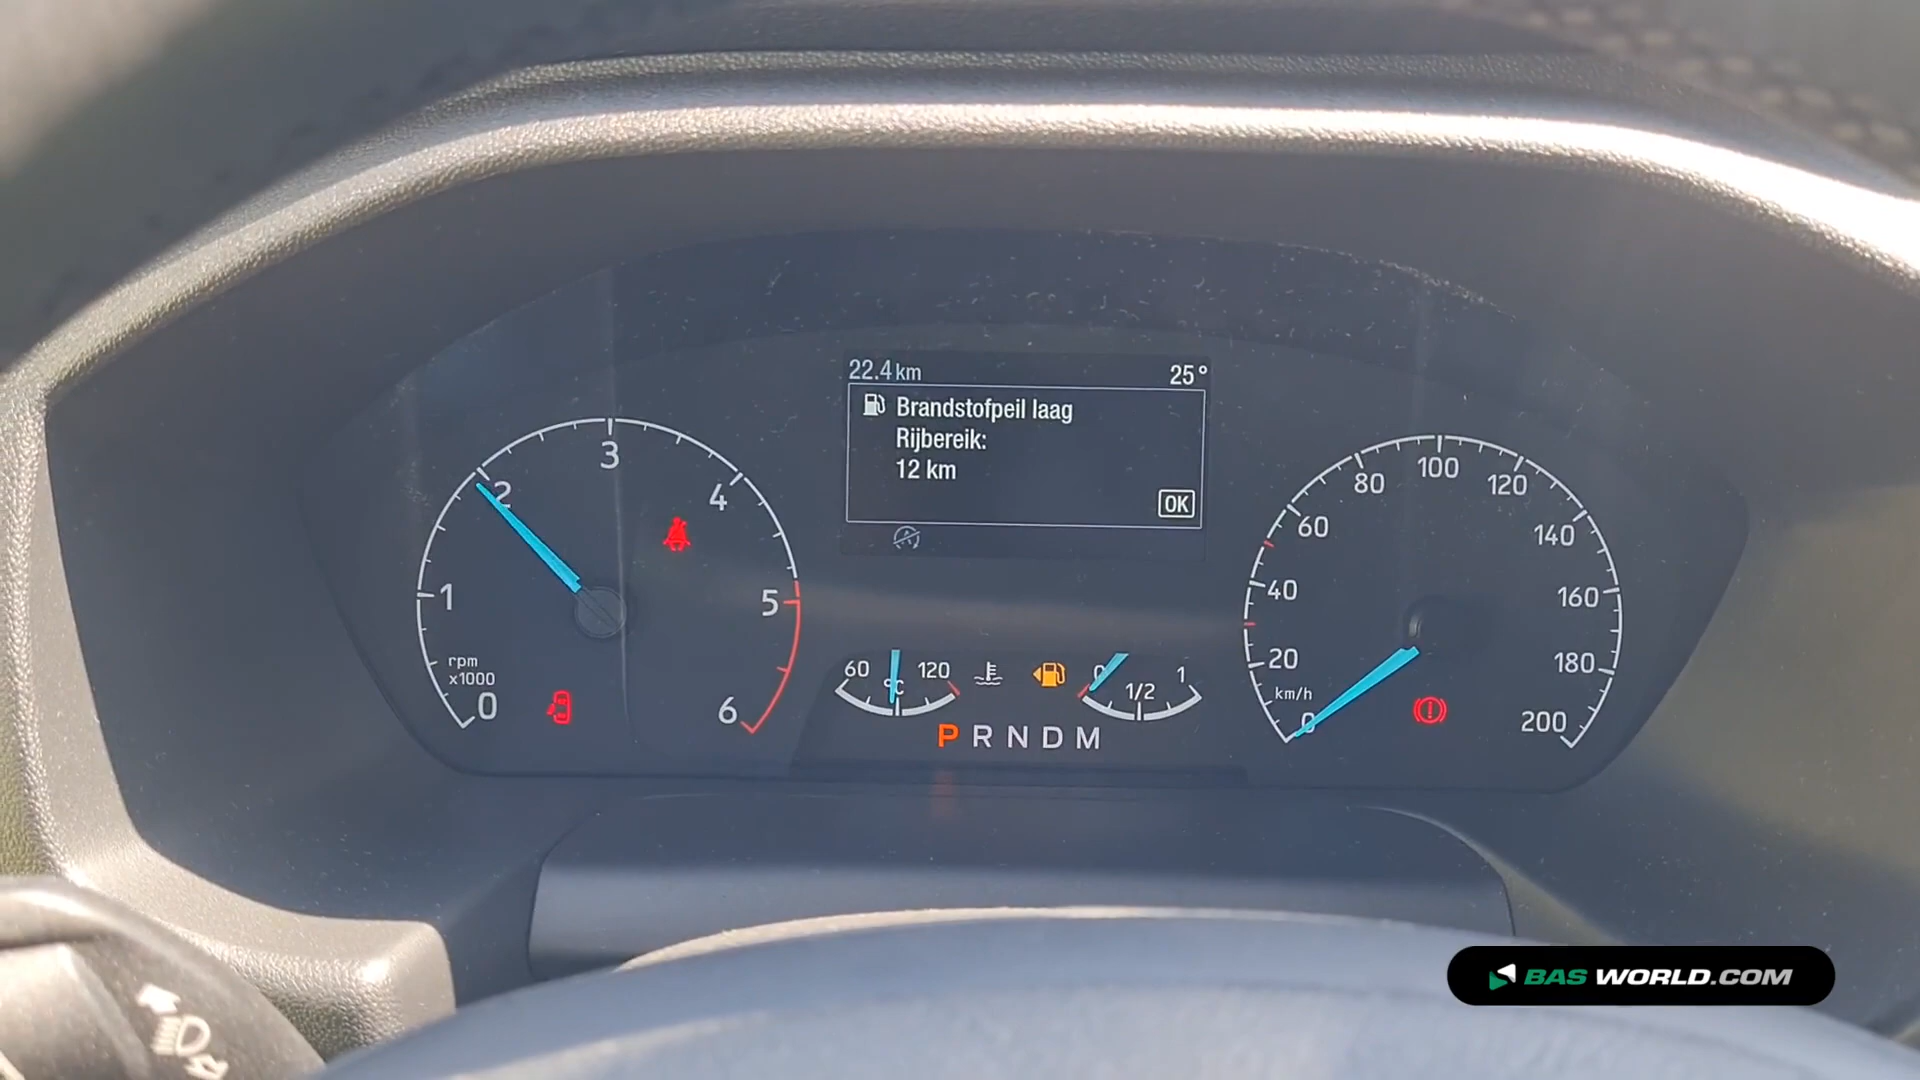 22.4 km 25°
Brandstofpeil laag
Rijbereik:
12 km
OK
0 1 2 3 4 5 6
rpm
x1000
60 120
°C
0 1/2 1
P R N D M
0 20 40 60 80 100 120 140 160 180 200
km/h
BAS WORLD.COM